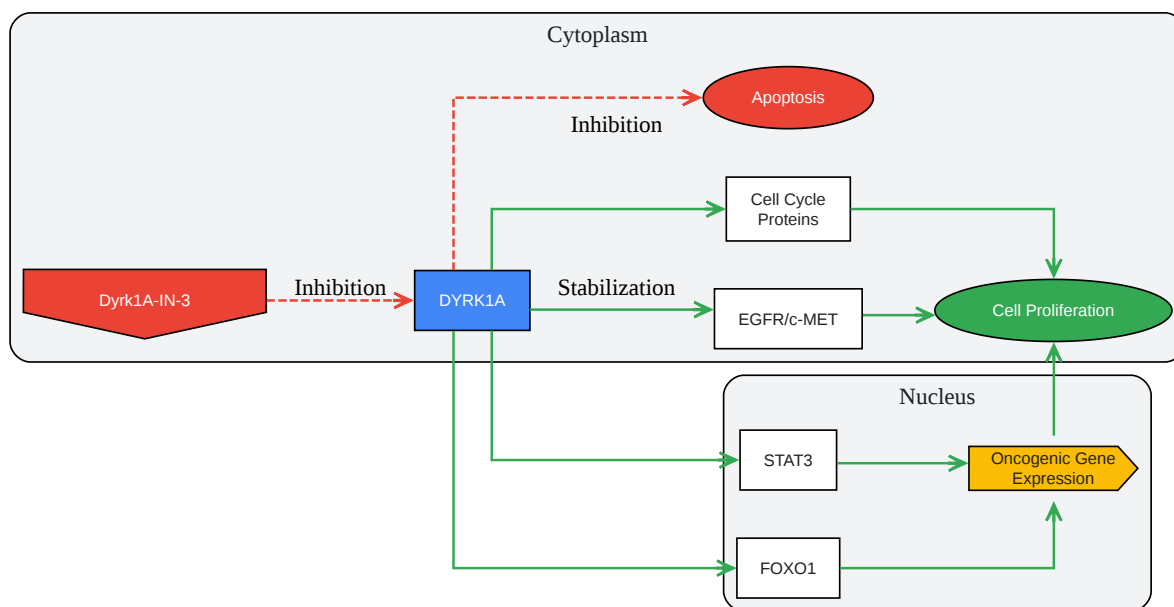 Cytoplasm
Apoptosis
Inhibition
Cell Cycle
Proteins
Dyrk1A-IN-3
Inhibition
DYRK1A
Stabilization
EGFR/c-MET
Cell Proliferation
Nucleus
STAT3
Oncogenic Gene
Expression
FOXO1